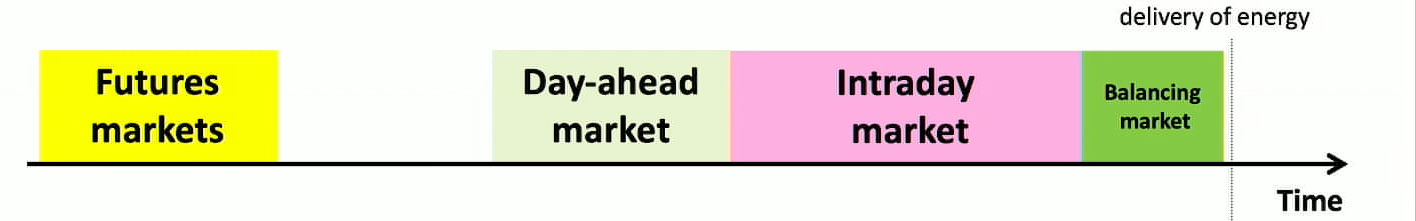 delivery of energy
Futures
markets
Day-ahead
market
Intraday
market
Balancing
market
Time